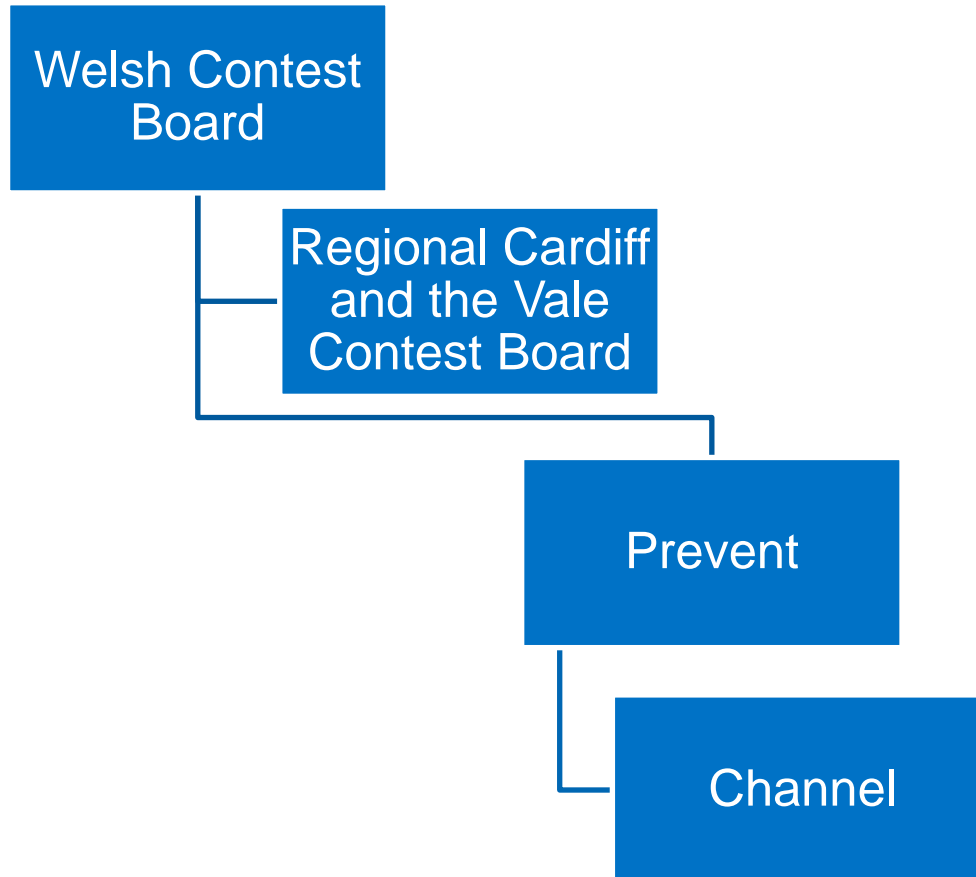 Welsh Contest
Board
Regional Cardiff
and the Vale
Contest Board
Prevent
Channel